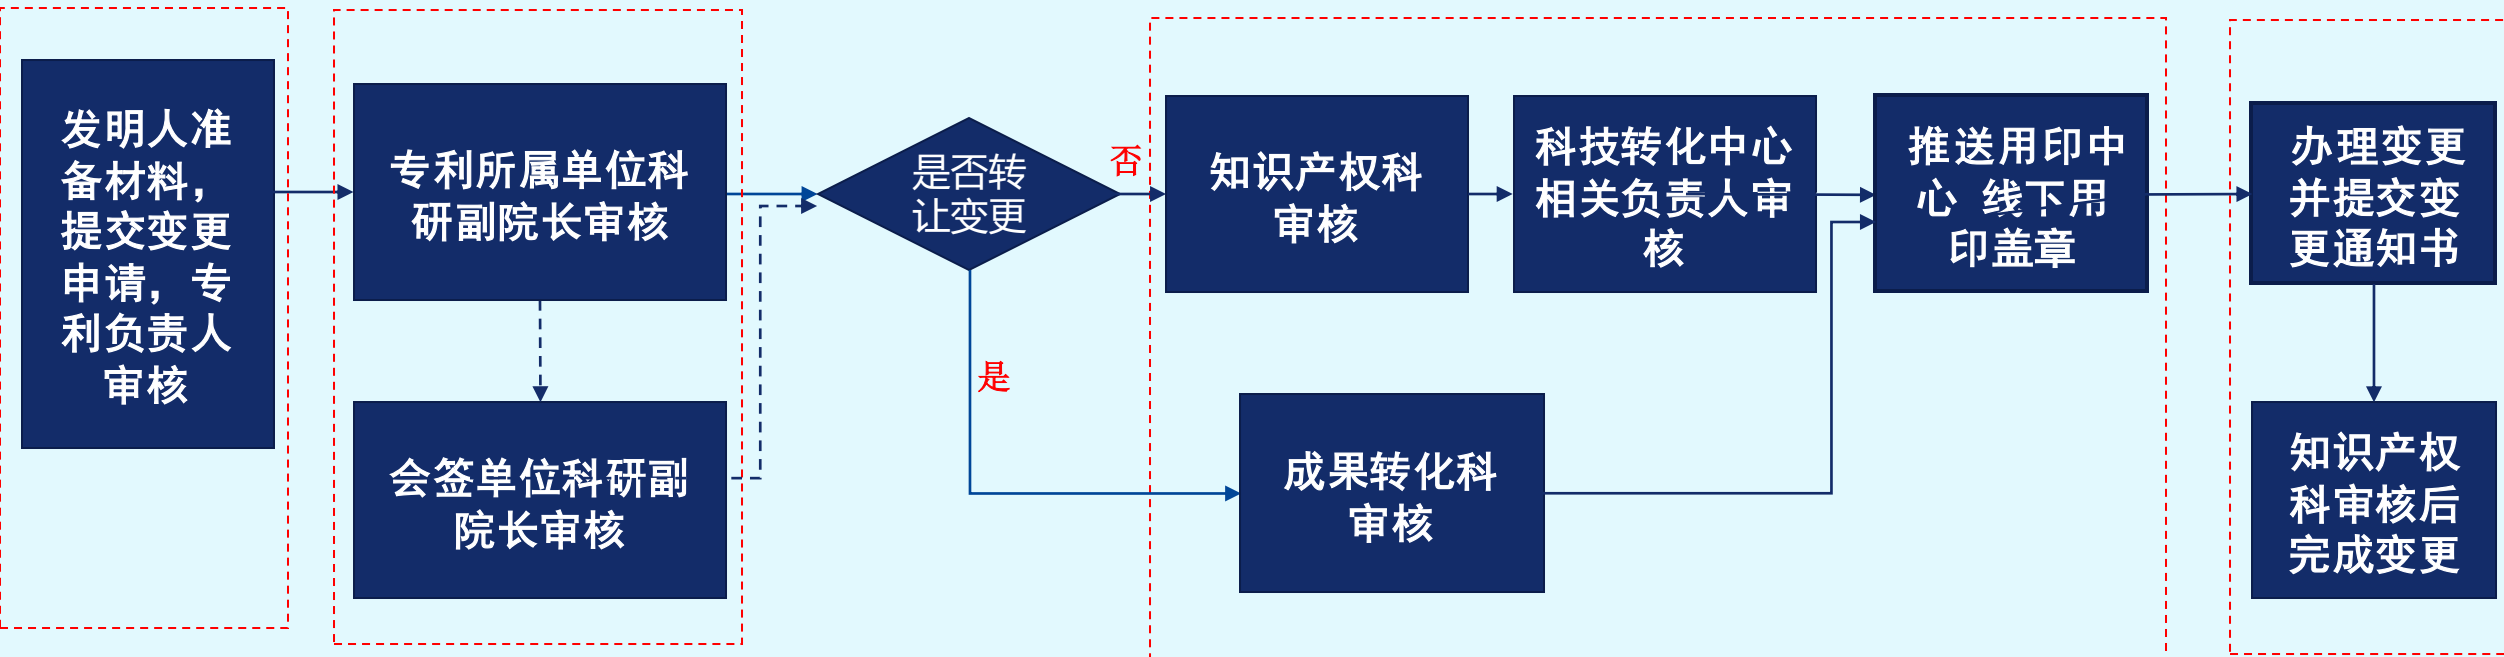 发明人准
备材料,
提交变更
申请,专
利负责人
审核
专利所属单位科
研副院长审核
会签单位科研副
院长审核
是否转
让变更
否
是
知识产权科
审核
科技转化中心
相关负责人审
核
推送用印中
心 线下用
印盖章
成果转化科
审核
办理变更
并提交变
更通知书
知识产权
科审核后
完成变更